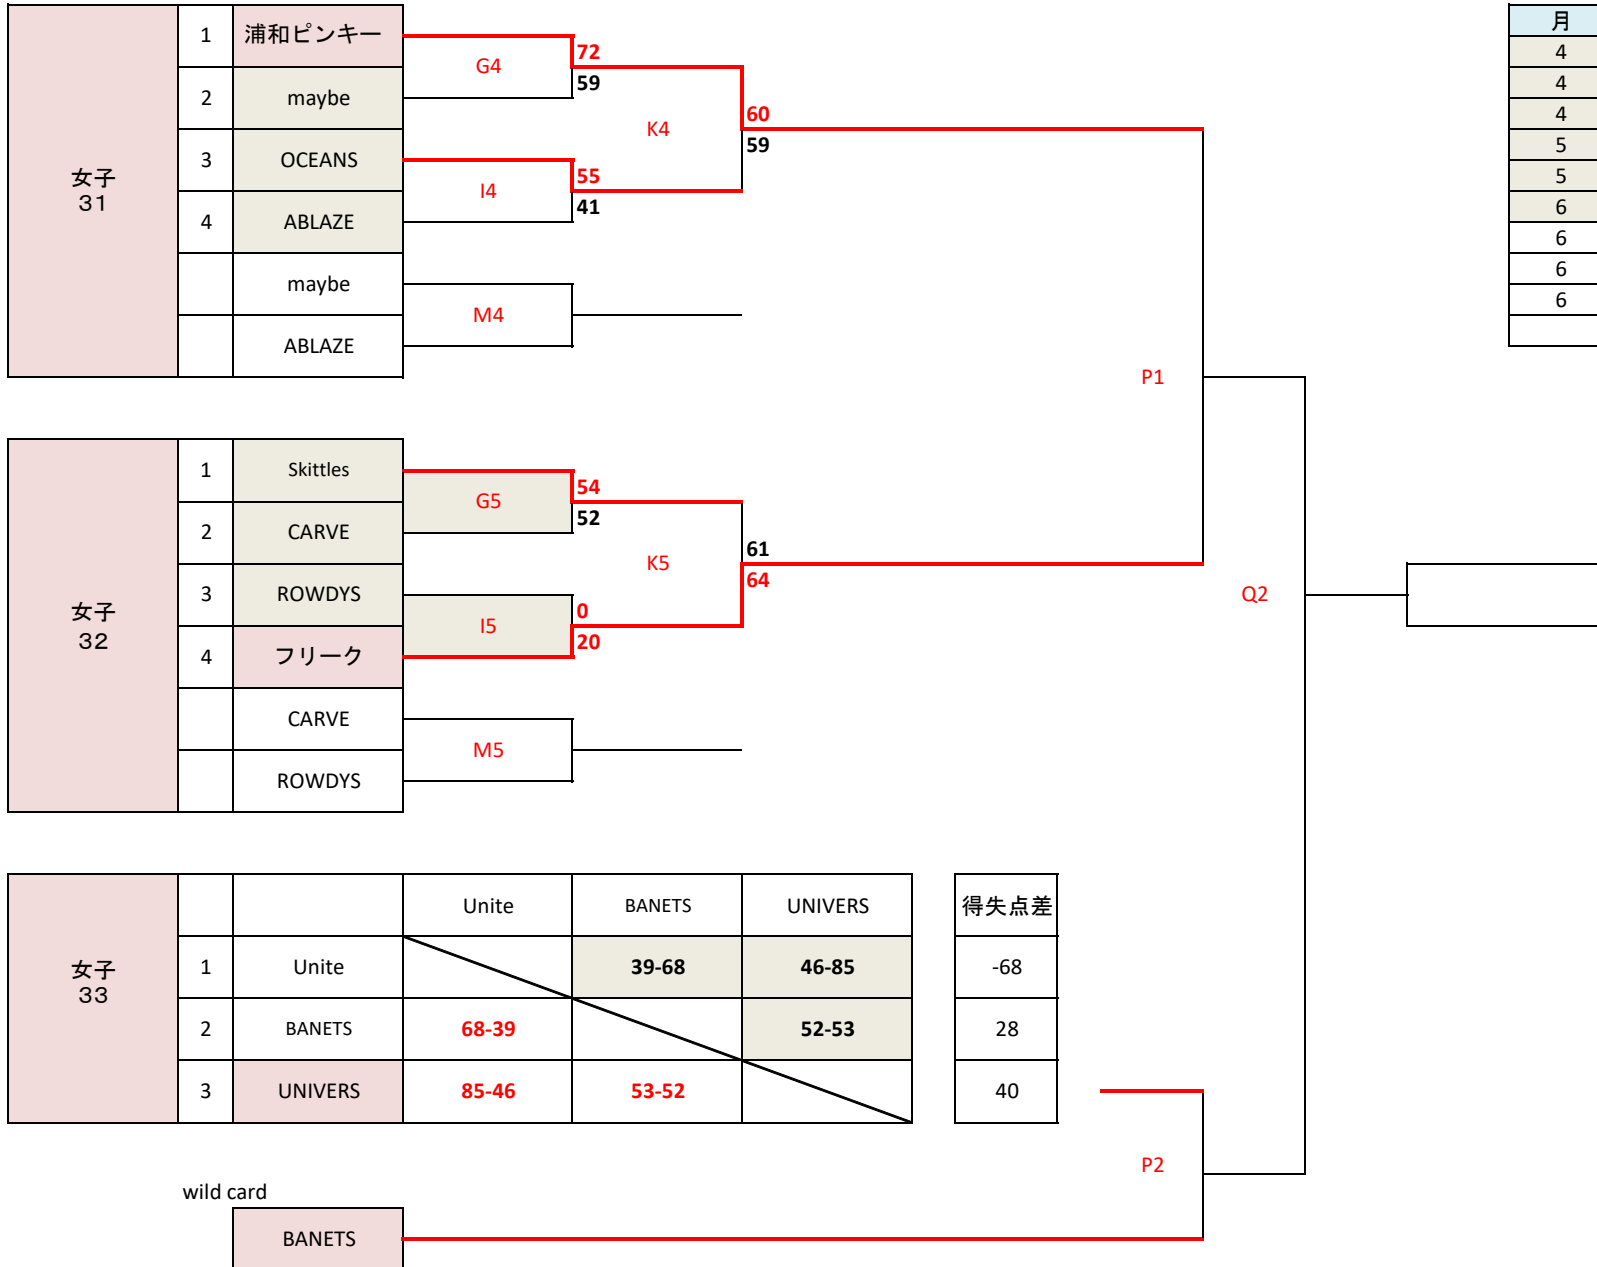 1 浦和ピンキー
G4
72
59
2 maybe
K4
60
59
女子
31
3 OCEANS
I4
55
41
4 ABLAZE
maybe
M4
ABLAZE
月
4
4
4
5
5
6
6
6
6
P1
1 Skittles
G5
54
52
2 CARVE
K5
61
64
女子
32
3 ROWDYS
I5
0
20
4 フリーク
CARVE
M5
ROWDYS
Q2
Unite BANETS UNIVERS 得失点差
女子
33
1 Unite 39-68 46-85 -68
2 BANETS 68-39 52-53 28
3 UNIVERS 85-46 53-52 40
P2
wild card
BANETS